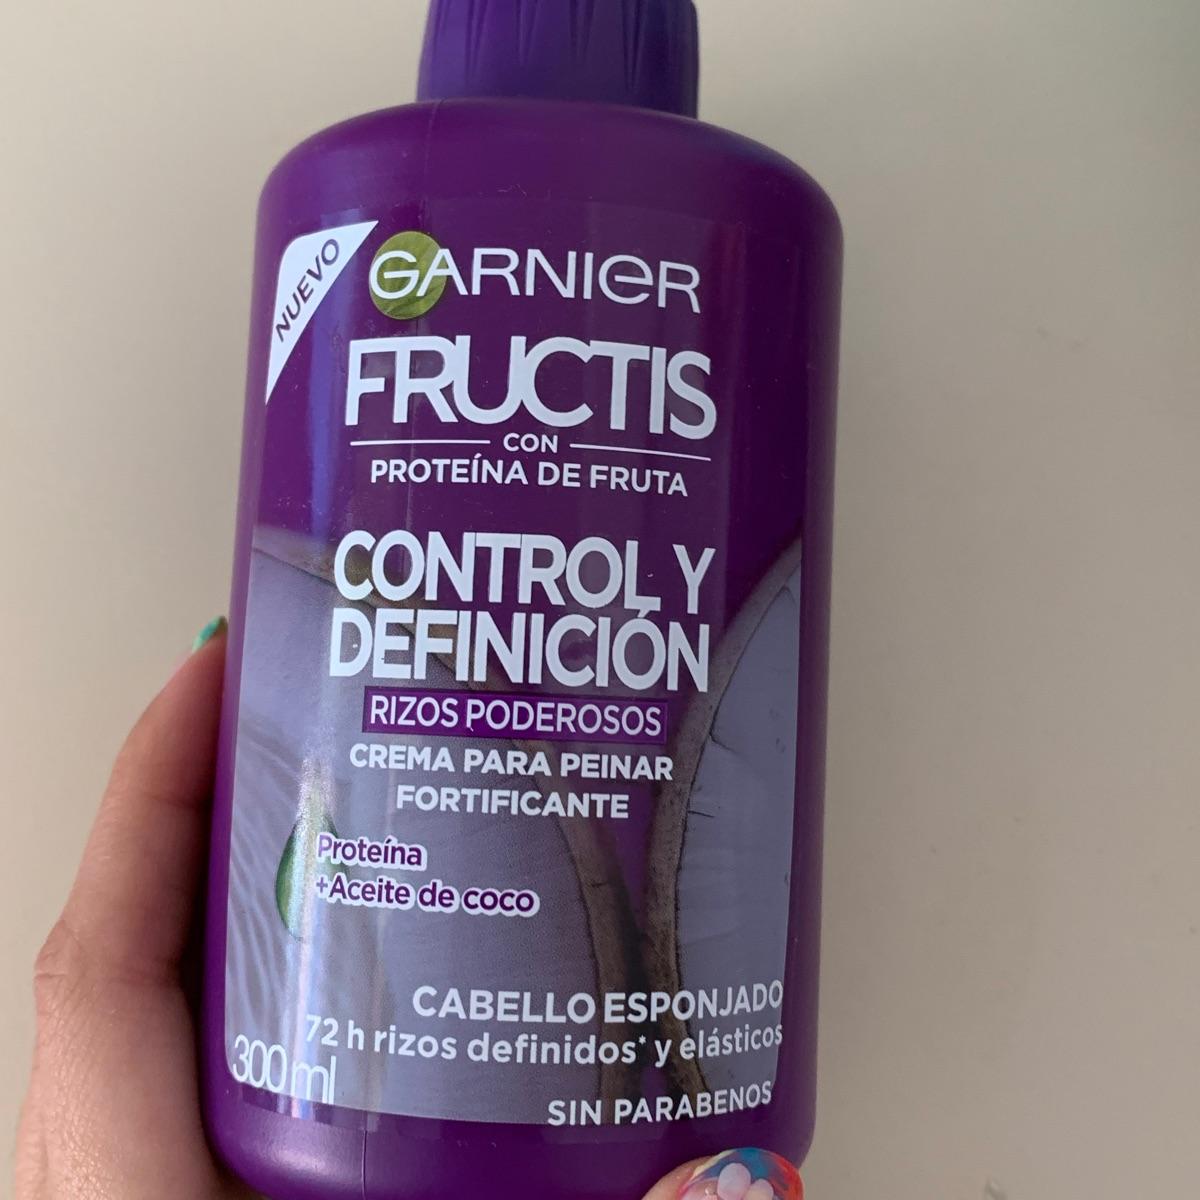 NUEVO
GARNIER
FRUCTIS
CON
PROTEÍNA DE FRUTA
CONTROL Y
DEFINICIÓN
RIZOS PODEROSOS
CREMA PARA PEINAR
FORTIFICANTE
Proteína
+Aceite de coco
CABELLO ESPONJADO
72 h rizos definidos* y elásticos
300 ml
SIN PARABENOS